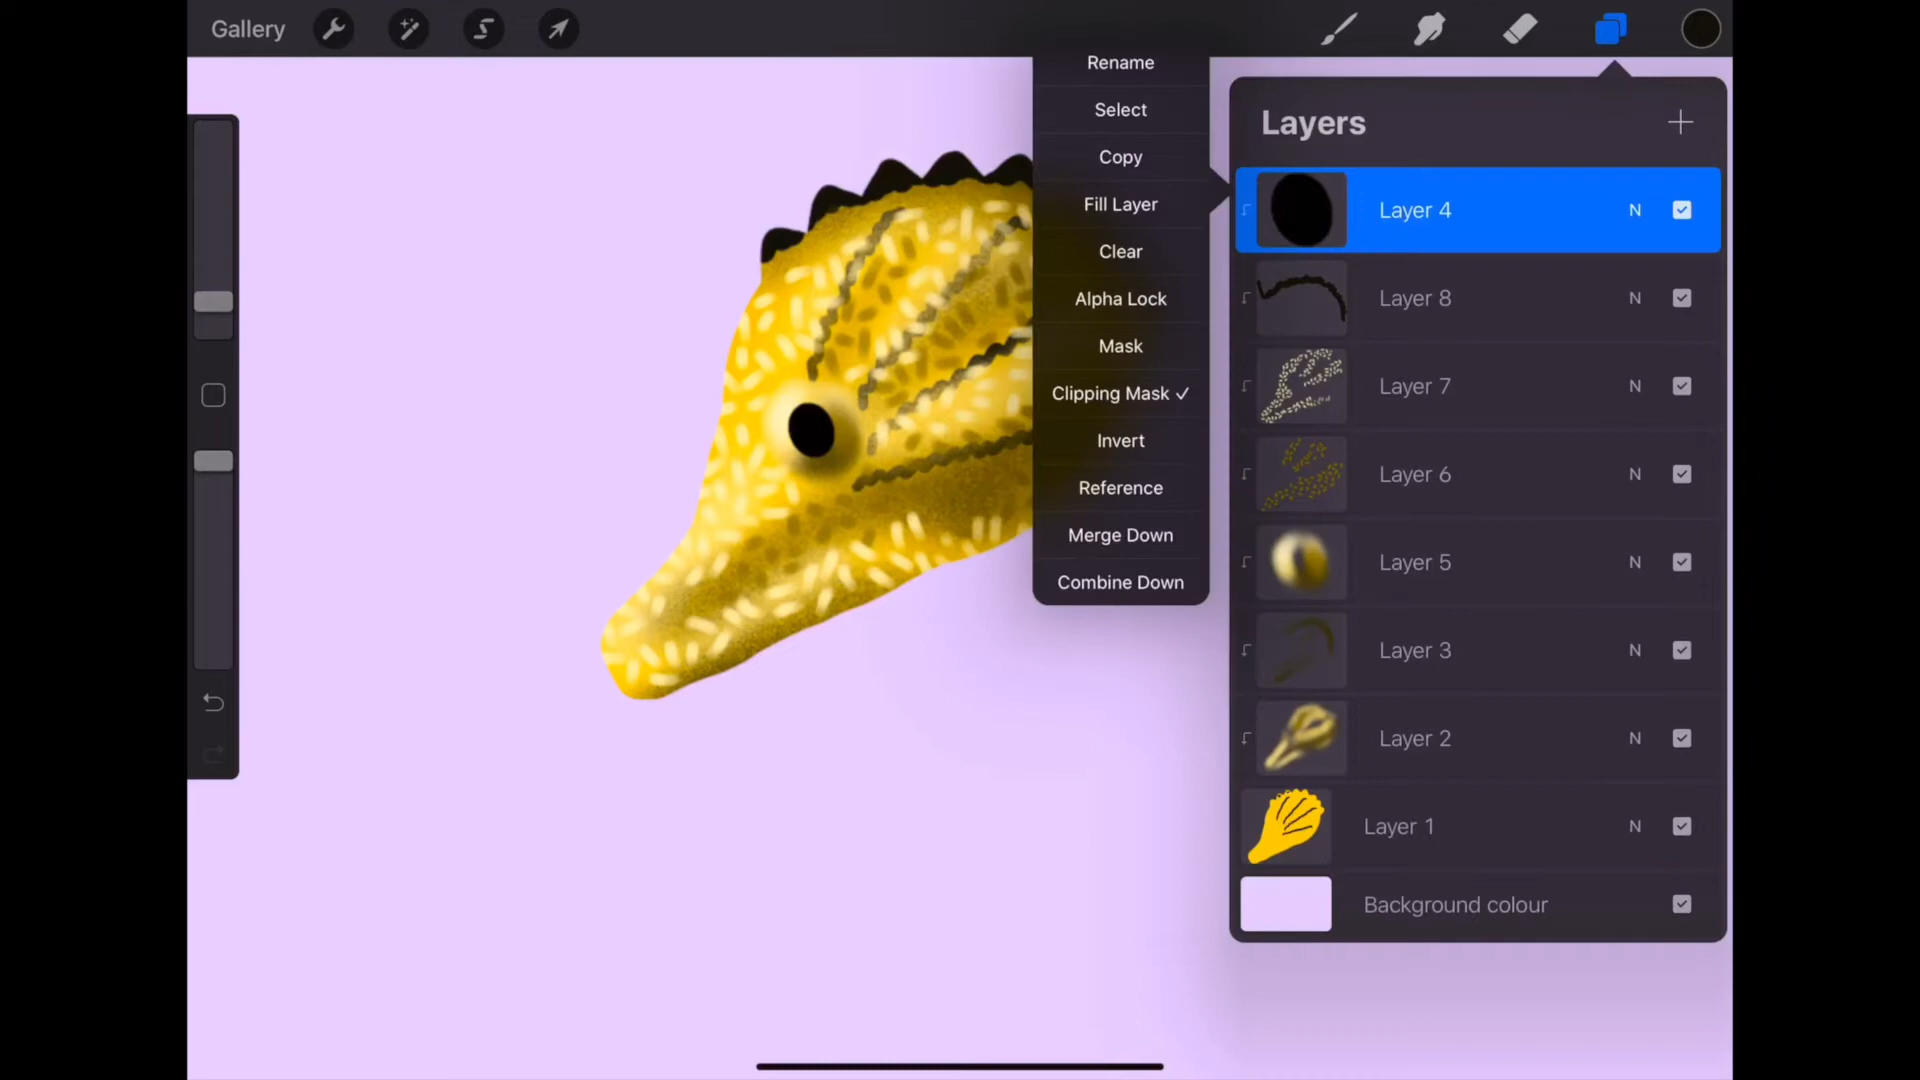 Gallery
Rename
Select
Copy
Fill Layer
Clear
Alpha Lock
Mask
Clipping Mask ✓
Invert
Reference
Merge Down
Combine Down
Layers
Layer 4 N
Layer 8 N
Layer 7 N
Layer 6 N
Layer 5 N
Layer 3 N
Layer 2 N
Layer 1 N
Background colour